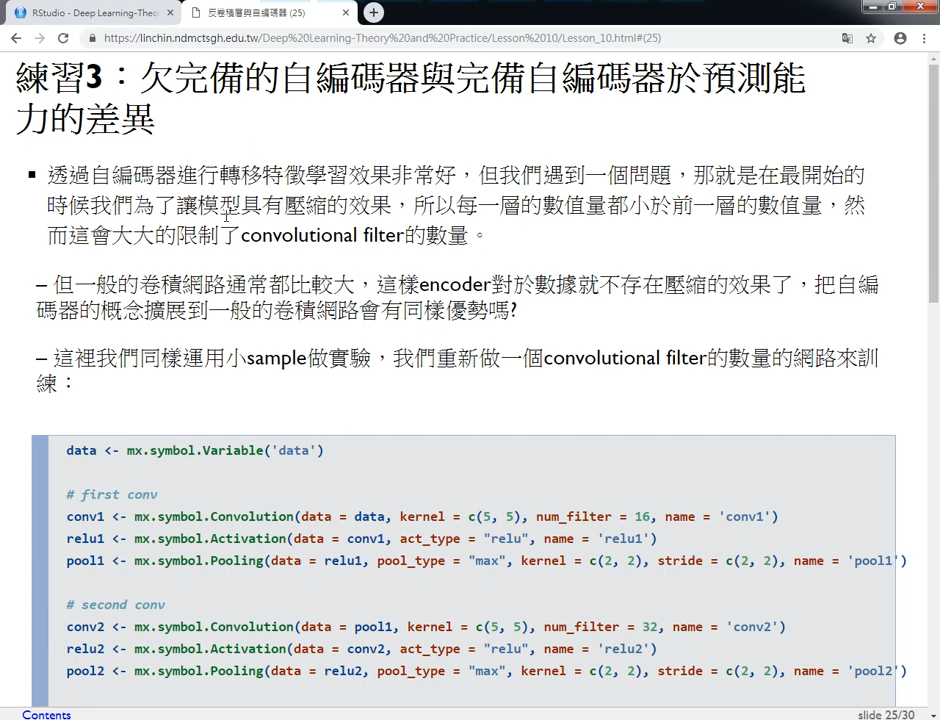 RStudio - Deep Learning-Theo
反卷積層與自編碼器 (25)
https://linchin.ndmctsgh.edu.tw/Deep%20Learning-Theory%20and%20Practice/Lesson%2010/Lesson_10.html#(25)
練習3：欠完備的自編碼器與完備自編碼器於預測能
力的差異
透過自編碼器進行轉移特徵學習效果非常好，但我們遇到一個問題，那就是在最開始的
時候我們為了讓模型具有壓縮的效果，所以每一層的數值量都小於前一層的數值量，然
而這會大大的限制了convolutional filter的數量。
– 但一般的卷積網路通常都比較大，這樣encoder對於數據就不存在壓縮的效果了，把自編
碼器的概念擴展到一般的卷積網路會有同樣優勢嗎?
– 這裡我們同樣運用小sample做實驗，我們重新做一個convolutional filter的數量的網路來訓
練：
data <- mx.symbol.Variable('data')
# first conv
conv1 <- mx.symbol.Convolution(data = data, kernel = c(5, 5), num_filter = 16, name = 'conv1')
relu1 <- mx.symbol.Activation(data = conv1, act_type = "relu", name = 'relu1')
pool1 <- mx.symbol.Pooling(data = relu1, pool_type = "max", kernel = c(2, 2), stride = c(2, 2), name = 'pool1')
# second conv
conv2 <- mx.symbol.Convolution(data = pool1, kernel = c(5, 5), num_filter = 32, name = 'conv2')
relu2 <- mx.symbol.Activation(data = conv2, act_type = "relu", name = 'relu2')
pool2 <- mx.symbol.Pooling(data = relu2, pool_type = "max", kernel = c(2, 2), stride = c(2, 2), name = 'pool2')
Contents
slide 25/30